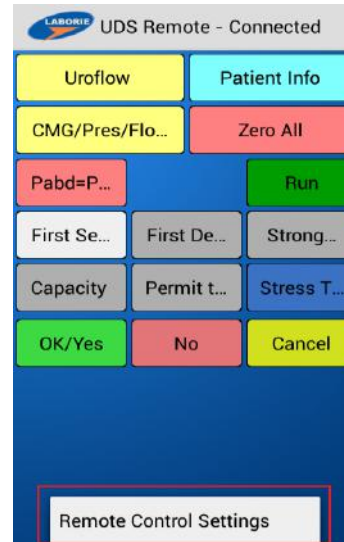 LABORIE UDS Remote - Connected
Uroflow Patient Info
CMG/Pres/Flo... Zero All
Pabd=P... Run
First Se... First De... Strong...
Capacity Permit t... Stress T...
OK/Yes No Cancel
Remote Control Settings